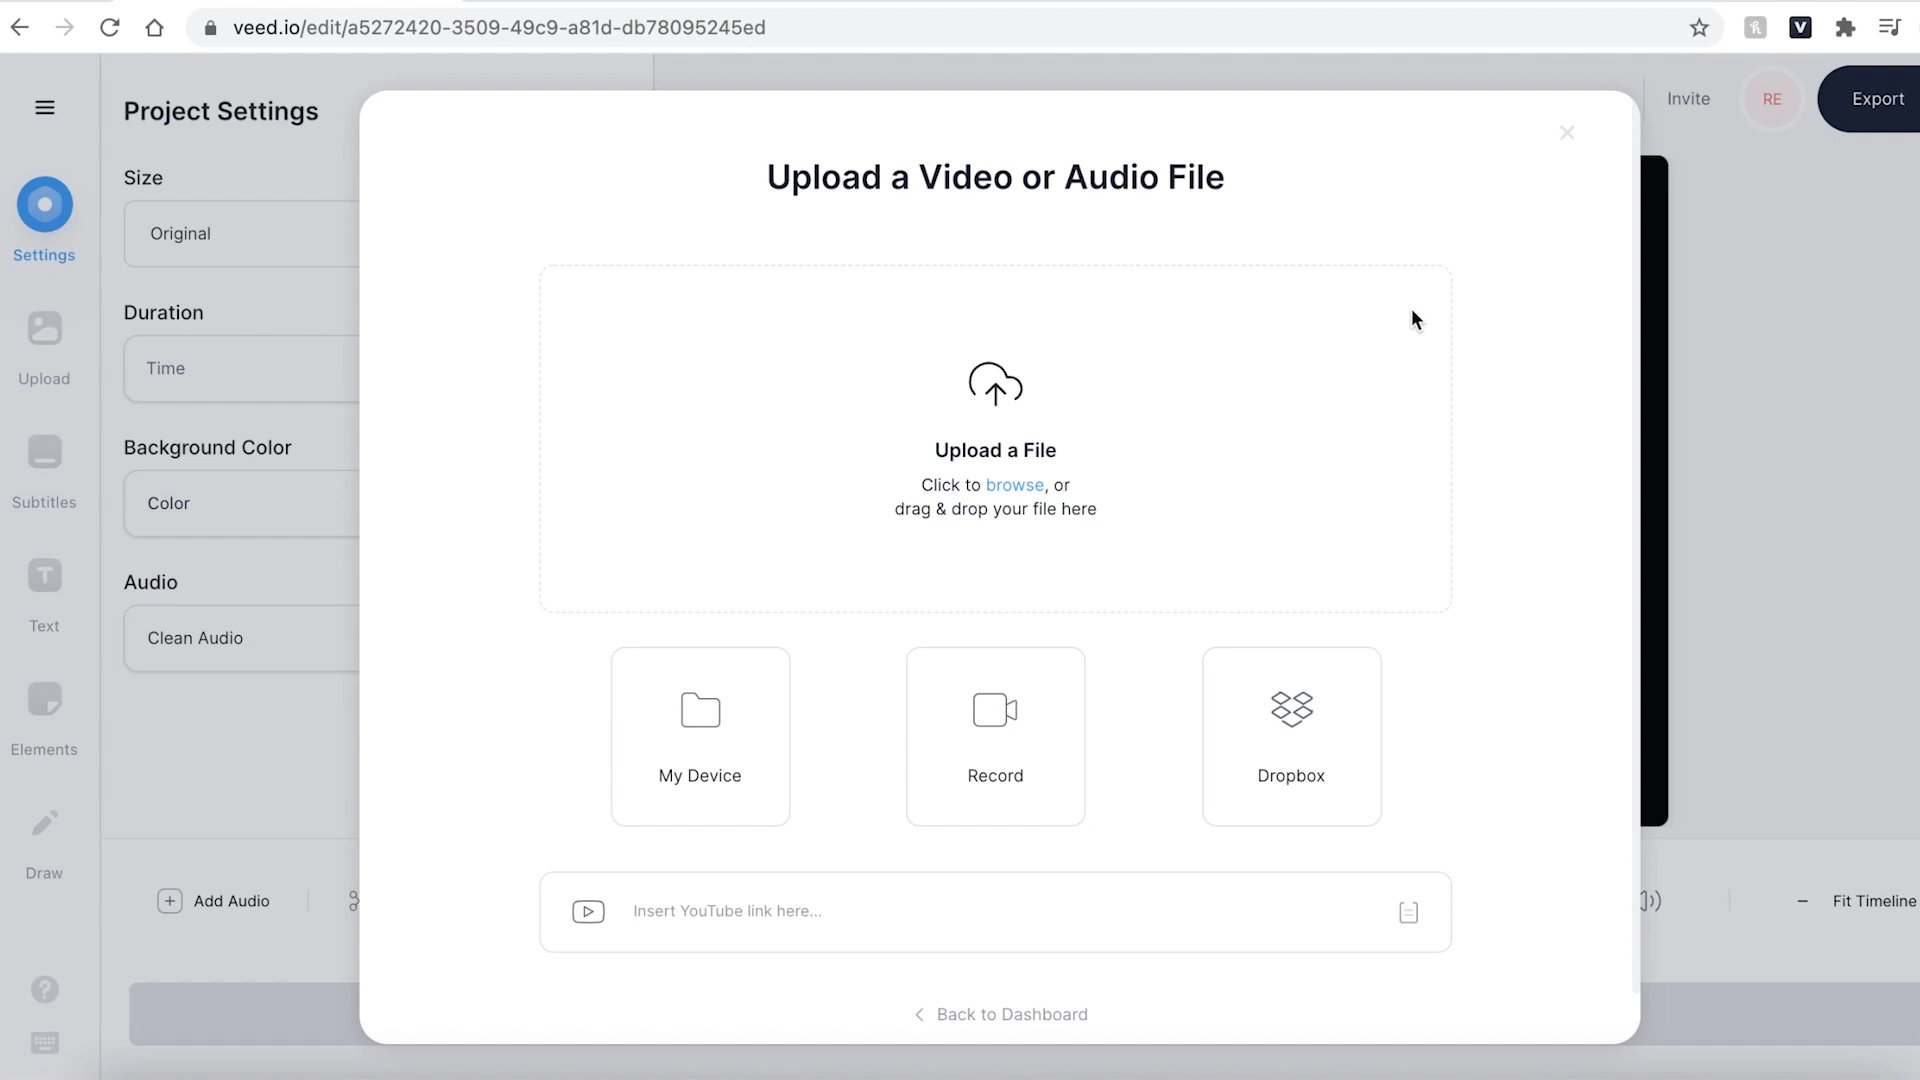 veed.io/edit/a5272420-3509-49c9-a81d-db78095245ed
Project Settings
Invite
RE
Export
Size
Original
Settings
Duration
Time
Upload
Background Color
Color
Subtitles
Audio
Clean Audio
Text
Elements
Draw
Upload a Video or Audio File
Upload a File
Click to browse, or
drag & drop your file here
My Device
Record
Dropbox
Insert YouTube link here...
Back to Dashboard
Add Audio
Fit Timeline